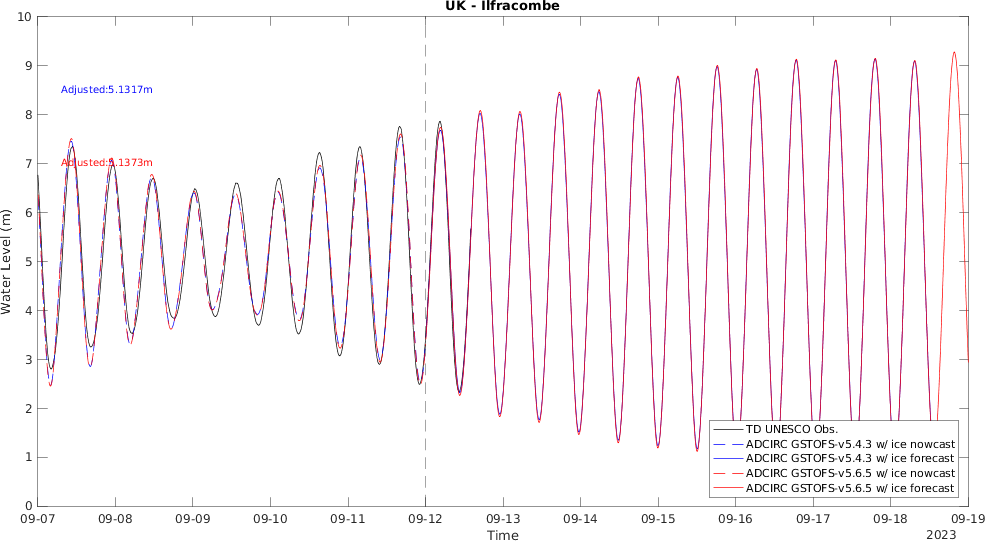 UK - Ilfracombe
10
9
8
7
6
5
4
3
2
1
0
Water Level (m)
Adjusted:5.1317m
Adjusted:5.1373m
TD UNESCO Obs.
ADCIRC GSTOFS-v5.4.3 w/ ice nowcast
ADCIRC GSTOFS-v5.4.3 w/ ice forecast
ADCIRC GSTOFS-v5.6.5 w/ ice nowcast
ADCIRC GSTOFS-v5.6.5 w/ ice forecast
09-07 09-08 09-09 09-10 09-11 09-12 09-13 09-14 09-15 09-16 09-17 09-18 09-19
Time
2023